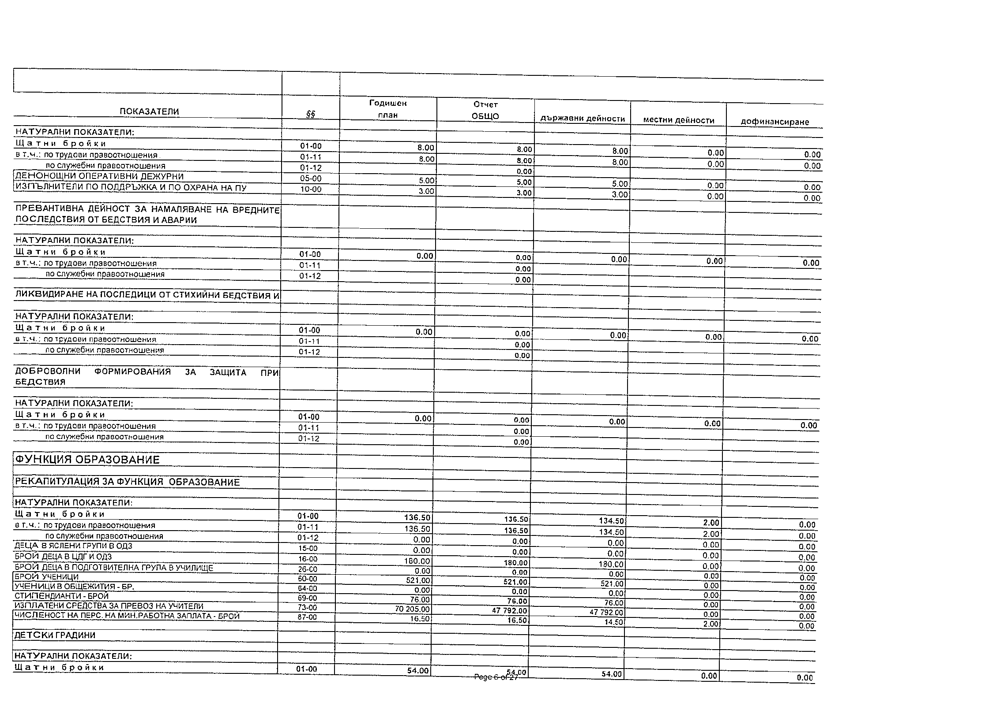 ПОКАЗАТЕЛИ §§ Годишен план Отчет ОБЩО държавни дейности местни дейности дофинансиране
НАТУРАЛНИ ПОКАЗАТЕЛИ:
Щатни бройки 01-00 8.00 8.00 8.00 0.00 0.00
в т.ч.: по трудови правоотношения 01-11 8.00 8.00 8.00 0.00 0.00
по служебни правоотношения 01-12 0.00
ДЕНОНОЩНИ ОПЕРАТИВНИ ДЕЖУРНИ 05-00 5.00 5.00 5.00 0.00 0.00
ИЗПЪЛНИТЕЛИ ПО ПОДДРЪЖКА И ПО ОХРАНА НА ПУ 10-00 3.00 3.00 3.00 0.00 0.00
ПРЕВАНТИВНА ДЕЙНОСТ ЗА НАМАЛЯВАНЕ НА ВРЕДНИТЕ
ПОСЛЕДСТВИЯ ОТ БЕДСТВИЯ И АВАРИИ
НАТУРАЛНИ ПОКАЗАТЕЛИ:
Щатни бройки 01-00 0.00 0.00 0.00 0.00 0.00
в т.ч.: по трудови правоотношения 01-11 0.00
по служебни правоотношения 01-12 0.00
ЛИКВИДИРАНЕ НА ПОСЛЕДИЦИ ОТ СТИХИЙНИ БЕДСТВИЯ И
НАТУРАЛНИ ПОКАЗАТЕЛИ:
Щатни бройки 01-00 0.00 0.00 0.00 0.00 0.00
в т.ч.: по трудови правоотношения 01-11 0.00
по служебни правоотношения 01-12 0.00
ДОБРОВОЛНИ ФОРМИРОВАНИЯ ЗА ЗАЩИТА ПРИ
БЕДСТВИЯ
НАТУРАЛНИ ПОКАЗАТЕЛИ:
Щатни бройки 01-00 0.00 0.00 0.00 0.00 0.00
в т.ч.: по трудови правоотношения 01-11 0.00
по служебни правоотношения 01-12 0.00
ФУНКЦИЯ ОБРАЗОВАНИЕ
РЕКАПИТУЛАЦИЯ ЗА ФУНКЦИЯ ОБРАЗОВАНИЕ
НАТУРАЛНИ ПОКАЗАТЕЛИ:
Щатни бройки 01-00 136.50 136.50 134.50 2.00 0.00
в т.ч.: по трудови правоотношения 01-11 136.50 136.50 134.50 2.00 0.00
по служебни правоотношения 01-12 0.00 0.00 0.00 0.00 0.00
ДЕЦА В ЯСЛЕНИ ГРУПИ В ОДЗ 15-00 0.00 0.00 0.00 0.00 0.00
БРОЙ ДЕЦА В ЦДГ И ОДЗ 16-00 180.00 180.00 180.00 0.00 0.00
БРОЙ ДЕЦА В ПОДГОТВИТЕЛНА ГРУПА В УЧИЛИЩЕ 26-00 0.00 0.00 0.00 0.00 0.00
БРОЙ УЧЕНИЦИ 60-00 521.00 521.00 521.00 0.00 0.00
УЧЕНИЦИ В ОБЩЕЖИТИЯ - БР. 64-00 0.00 0.00 0.00 0.00 0.00
СТИПЕНДИАНТИ - БРОЙ 69-00 76.00 76.00 76.00 0.00 0.00
ИЗПЛАТЕНИ СРЕДСТВА ЗА ПРЕВОЗ НА УЧИТЕЛИ 73-00 70 205.00 47 792.00 47 792.00 0.00 0.00
ЧИСЛЕНОСТ НА ПЕРС. НА МИН.РАБОТНА ЗАПЛАТА - БРОЙ 87-00 16.50 16.50 14.50 2.00 0.00
ДЕТСКИ ГРАДИНИ
НАТУРАЛНИ ПОКАЗАТЕЛИ:
Щатни бройки 01-00 54.00 54.00 54.00 0.00 0.00
Page 6 of 27